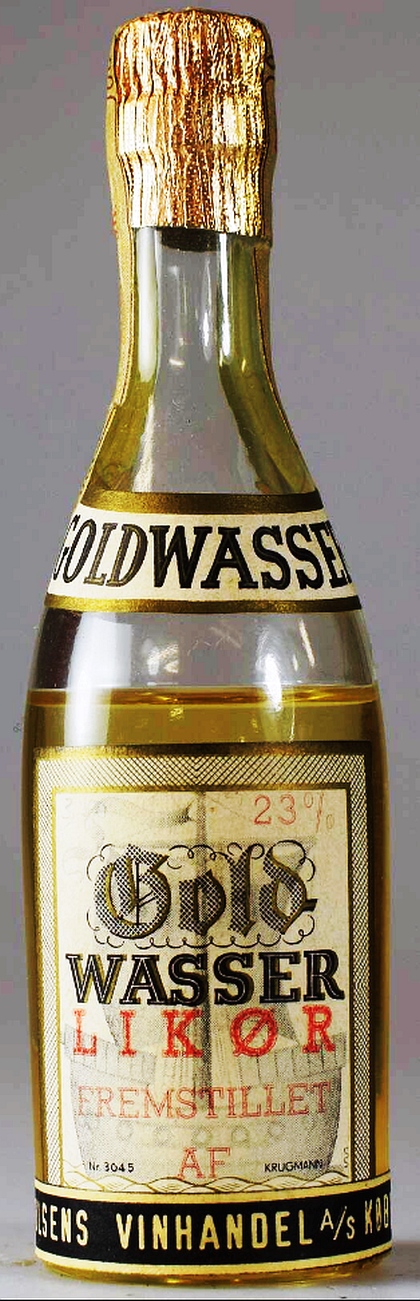 GOLDWASSER
23%
Gold
WASSER
LIKØR
FREMSTILLET
AF
Nr. 3045 KRUGMANN
VINHANDEL A/S